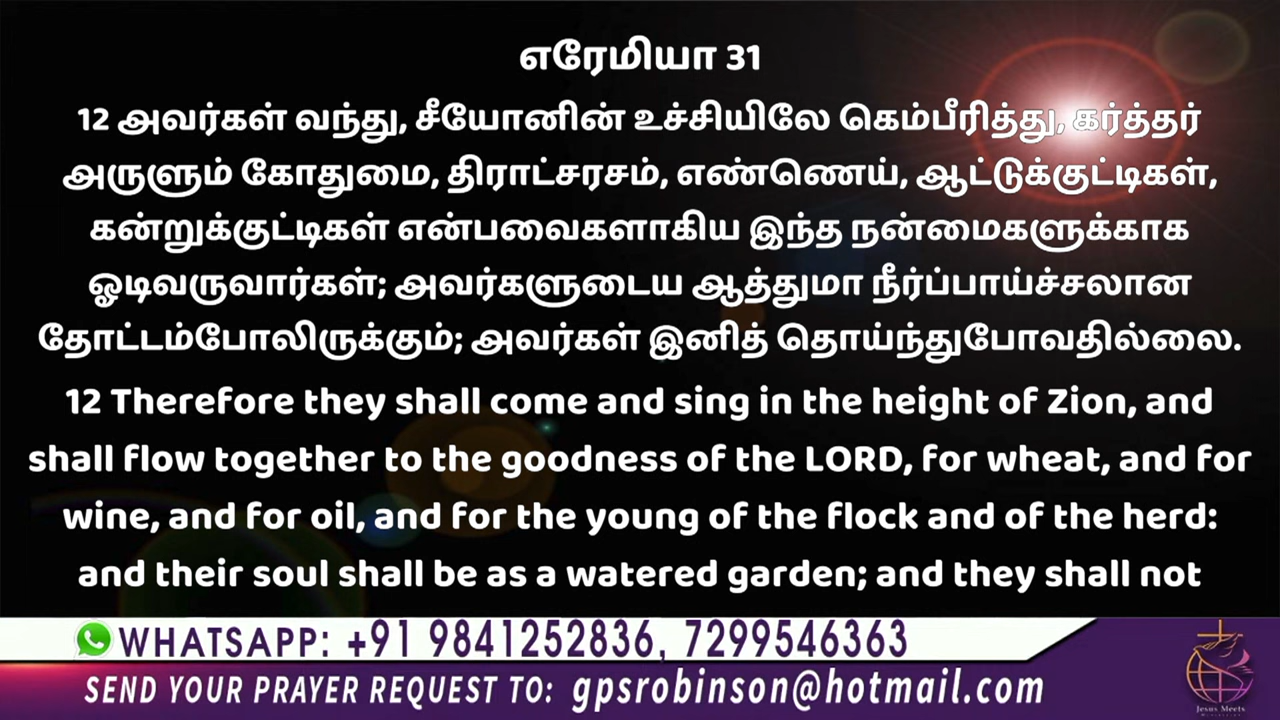 எரேமியா 31
12 அவர்கள் வந்து, சீயோனின் உச்சியிலே கெம்பீரித்து, கர்த்தர்
அருளும் கோதுமை, திராட்சரசம், எண்ணெய், ஆட்டுக்குட்டிகள்,
கன்றுக்குட்டிகள் என்பவைகளாகிய இந்த நன்மைகளுக்காக
ஓடிவருவார்கள்; அவர்களுடைய ஆத்துமா நீர்ப்பாய்ச்சலான
தோட்டம்போலிருக்கும்; அவர்கள் இனித் தொய்ந்துபோவதில்லை.
12 Therefore they shall come and sing in the height of Zion, and
shall flow together to the goodness of the LORD, for wheat, and for
wine, and for oil, and for the young of the flock and of the herd:
and their soul shall be as a watered garden; and they shall not
WHATSAPP: +91 9841252836, 7299546363
SEND YOUR PRAYER REQUEST TO: gpsrobinson@hotmail.com
Jesus Meets